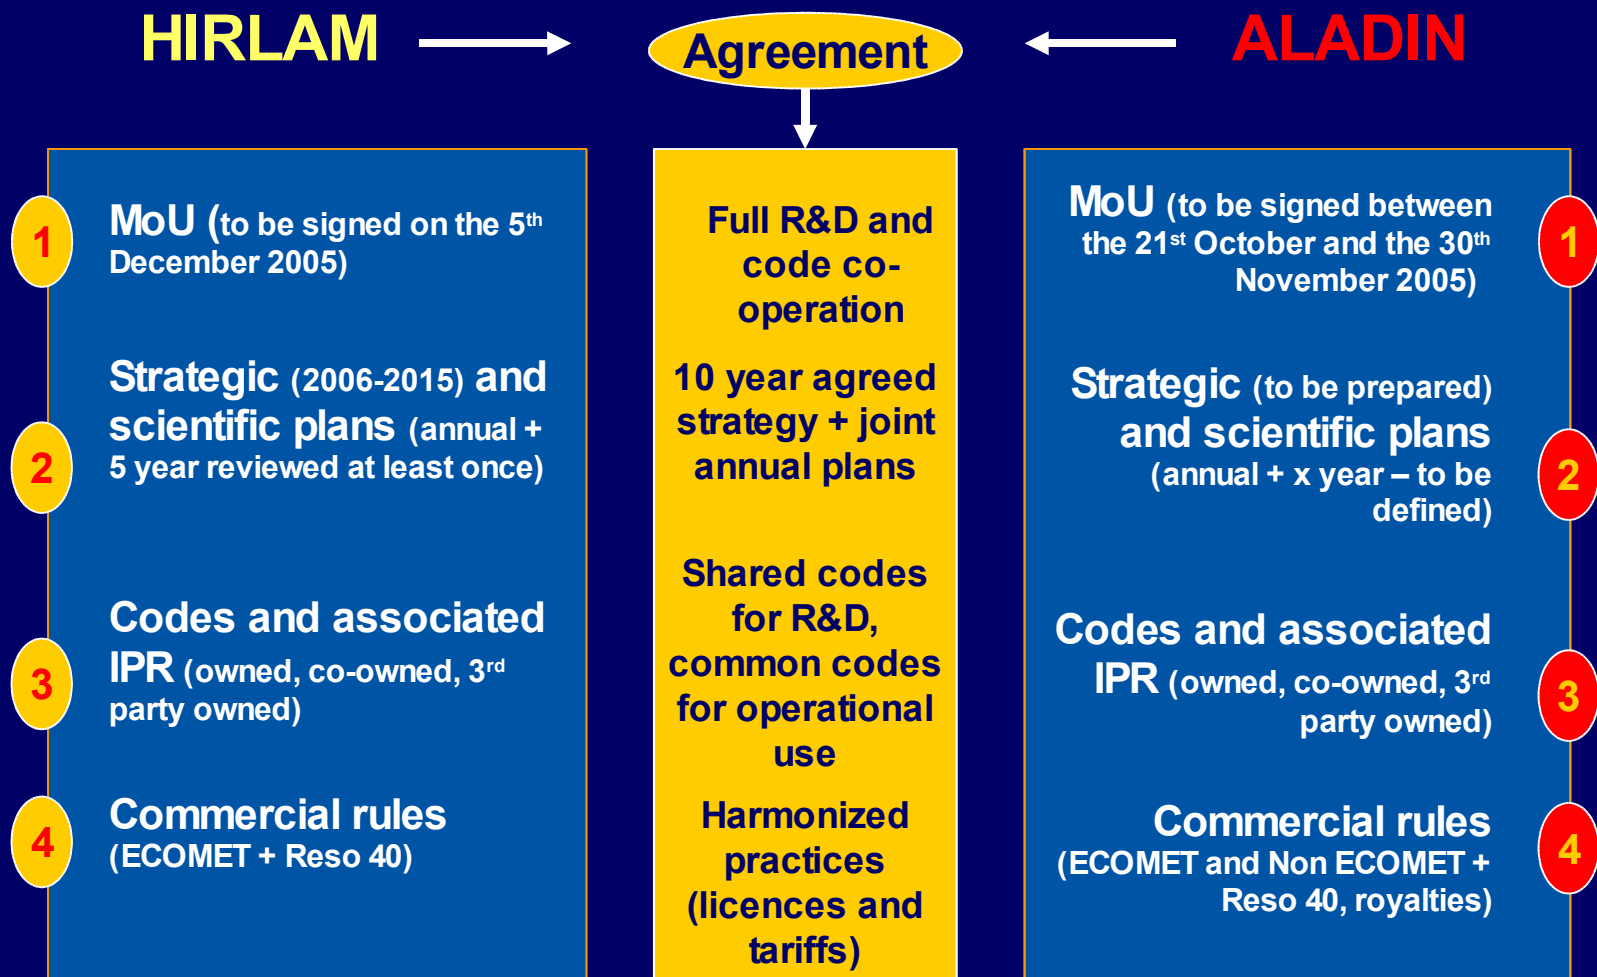 HIRLAM
Agreement
ALADIN
1
MoU (to be signed on the 5th
December 2005)
2
Strategic (2006-2015) and
scientific plans (annual +
5 year reviewed at least once)
3
Codes and associated
IPR (owned, co-owned, 3rd
party owned)
4
Commercial rules
(ECOMET + Reso 40)
Full R&D and
code co-
operation
10 year agreed
strategy + joint
annual plans
Shared codes
for R&D,
common codes
for operational
use
Harmonized
practices
(licences and
tariffs)
MoU (to be signed between
the 21st October and the 30th
November 2005)
1
Strategic (to be prepared)
and scientific plans
(annual + x year – to be
defined)
2
Codes and associated
IPR (owned, co-owned, 3rd
party owned)
3
Commercial rules
(ECOMET and Non ECOMET +
Reso 40, royalties)
4